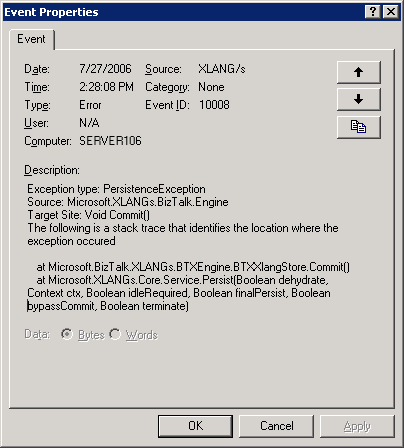 Event Properties
Event
Date: 7/27/2006 Source: XLANG/s
Time: 2:28:08 PM Category: None
Type: Error Event ID: 10008
User: N/A
Computer: SERVER106
Description:
Exception type: PersistenceException
Source: Microsoft.XLANGs.BizTalk.Engine
Target Site: Void Commit()
The following is a stack trace that identifies the location where the
exception occured
at Microsoft.BizTalk.XLANGs.BTXEngine.BTXXlangStore.Commit()
at Microsoft.XLANGs.Core.Service.Persist(Boolean dehydrate,
Context ctx, Boolean idleRequired, Boolean finalPersist, Boolean
bypassCommit, Boolean terminate)
Data: Bytes Words
OK Cancel Apply